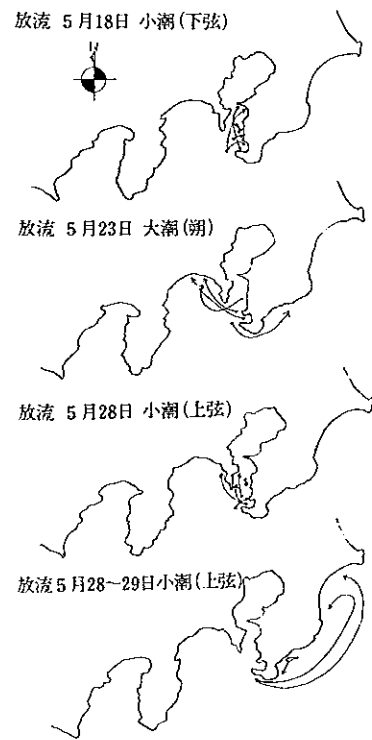 放流 5月18日 小潮(下弦)
N
放流 5月23日 大潮(朔)
放流 5月28日 小潮(上弦)
放流5月28～29日小潮(上弦)